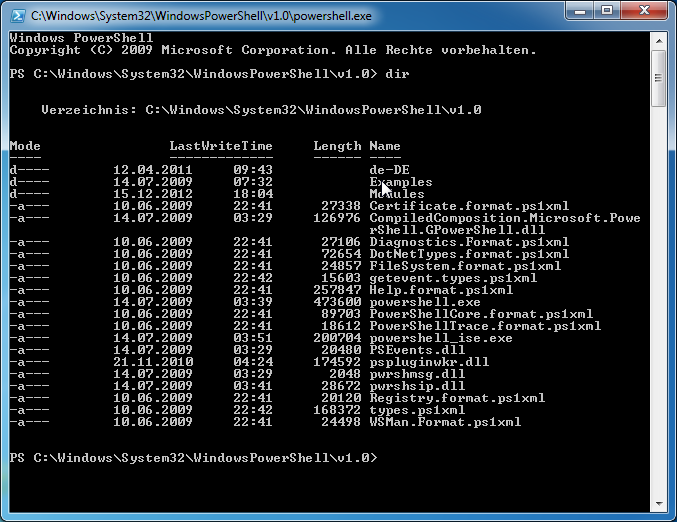 C:\Windows\System32\WindowsPowerShell\v1.0\powershell.exe
Windows PowerShell
Copyright (C) 2009 Microsoft Corporation. Alle Rechte vorbehalten.
PS C:\Windows\System32\WindowsPowerShell\v1.0> dir
Verzeichnis: C:\Windows\System32\WindowsPowerShell\v1.0
Mode LastWriteTime Length Name
---- ------------- ------ ----
d---- 12.04.2011 09:43 de-DE
d---- 14.07.2009 07:32 Examples
d---- 15.12.2012 18:04 Modules
-a--- 10.06.2009 22:41 27338 Certificate.format.ps1xml
-a--- 14.07.2009 03:29 126976 CompiledComposition.Microsoft.Powe
rShell.GPowerShell.dll
-a--- 10.06.2009 22:41 27106 Diagnostics.Format.ps1xml
-a--- 10.06.2009 22:41 72654 DotNetTypes.format.ps1xml
-a--- 10.06.2009 22:41 24857 FileSystem.format.ps1xml
-a--- 10.06.2009 22:42 15603 getevent.types.ps1xml
-a--- 10.06.2009 22:41 257847 Help.format.ps1xml
-a--- 14.07.2009 03:39 473600 powershell.exe
-a--- 10.06.2009 22:41 89703 PowerShellCore.format.ps1xml
-a--- 10.06.2009 22:41 18612 PowerShellTrace.format.ps1xml
-a--- 14.07.2009 03:51 200704 powershell_ise.exe
-a--- 14.07.2009 03:29 20480 PSEvents.dll
-a--- 21.11.2010 04:24 174592 pspluginwkr.dll
-a--- 14.07.2009 03:29 2048 pwrshmsg.dll
-a--- 14.07.2009 03:41 28672 pwrshsip.dll
-a--- 10.06.2009 22:41 20120 Registry.format.ps1xml
-a--- 10.06.2009 22:42 168372 types.ps1xml
-a--- 10.06.2009 22:41 24498 WSMan.Format.ps1xml
PS C:\Windows\System32\WindowsPowerShell\v1.0>